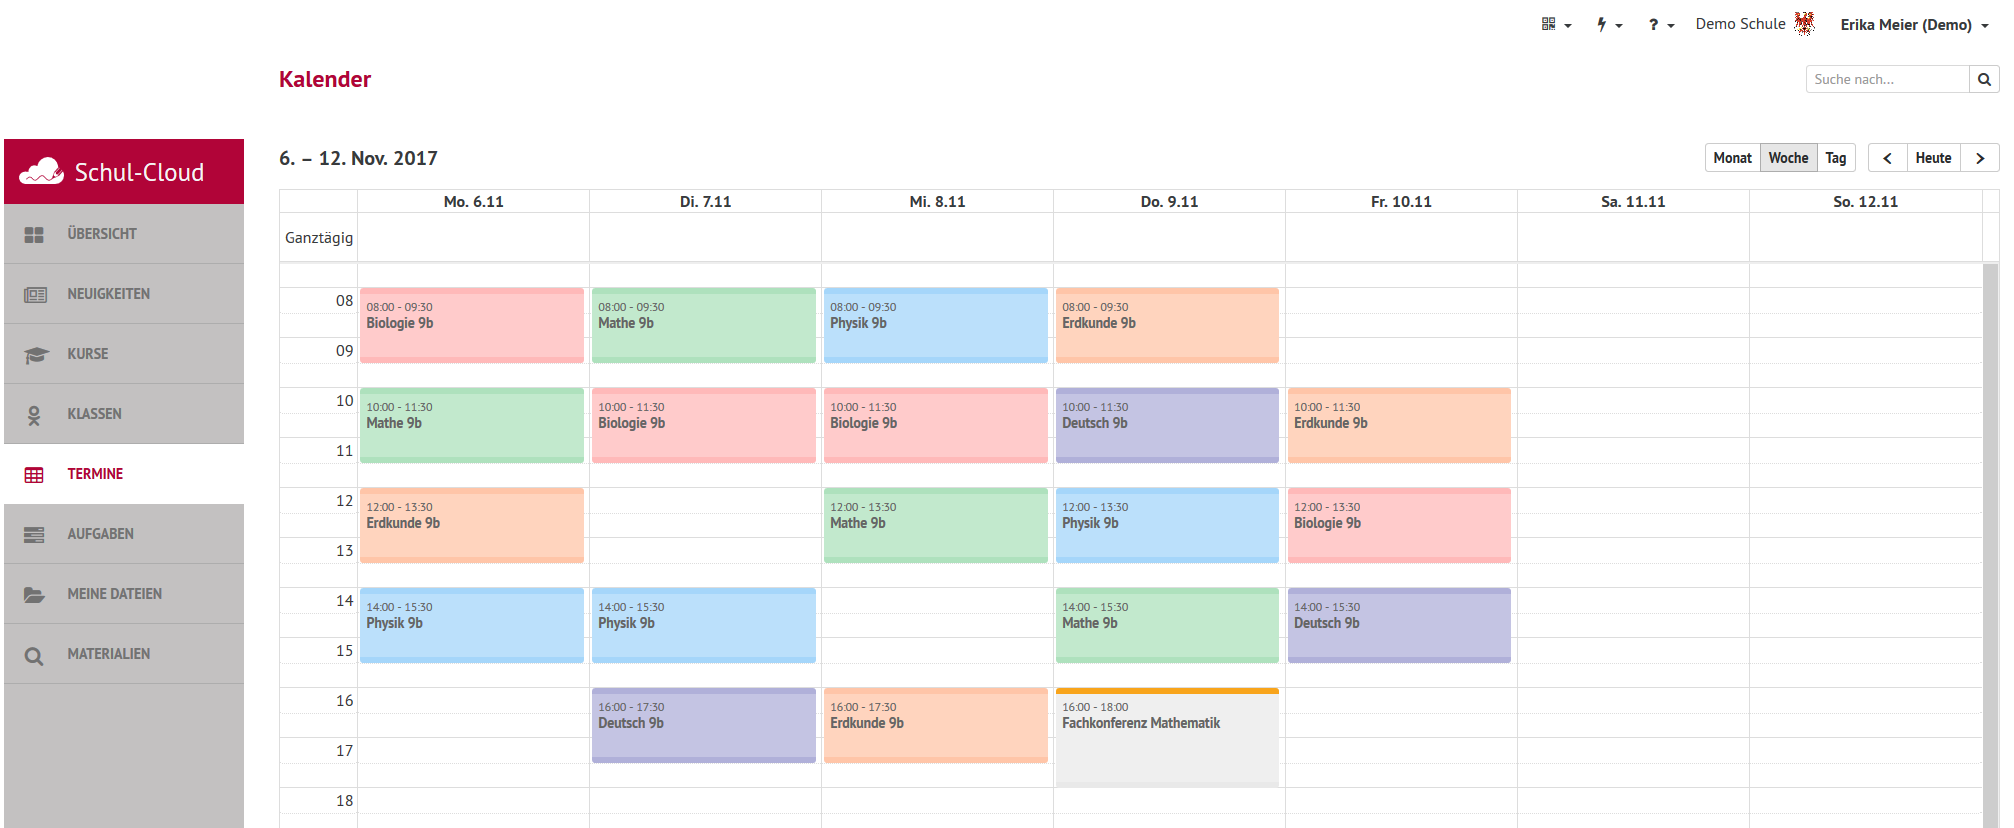 ? Demo Schule Erika Meier (Demo)
Kalender
Suche nach...
Schul-Cloud
ÜBERSICHT
NEUIGKEITEN
KURSE
KLASSEN
TERMINE
AUFGABEN
MEINE DATEIEN
MATERIALIEN
6. – 12. Nov. 2017
Monat Woche Tag < Heute >
Mo. 6.11 Di. 7.11 Mi. 8.11 Do. 9.11 Fr. 10.11 Sa. 11.11 So. 12.11
Ganztägig
08
08:00 - 09:30 08:00 - 09:30 08:00 - 09:30 08:00 - 09:30
Biologie 9b Mathe 9b Physik 9b Erdkunde 9b
09
10
10:00 - 11:30 10:00 - 11:30 10:00 - 11:30 10:00 - 11:30 10:00 - 11:30
Mathe 9b Biologie 9b Biologie 9b Deutsch 9b Erdkunde 9b
11
12
12:00 - 13:30 12:00 - 13:30 12:00 - 13:30 12:00 - 13:30
Erdkunde 9b Mathe 9b Physik 9b Biologie 9b
13
14
14:00 - 15:30 14:00 - 15:30 14:00 - 15:30 14:00 - 15:30
Physik 9b Physik 9b Mathe 9b Deutsch 9b
15
16
16:00 - 17:30 16:00 - 17:30 16:00 - 18:00
Deutsch 9b Erdkunde 9b Fachkonferenz Mathematik
17
18